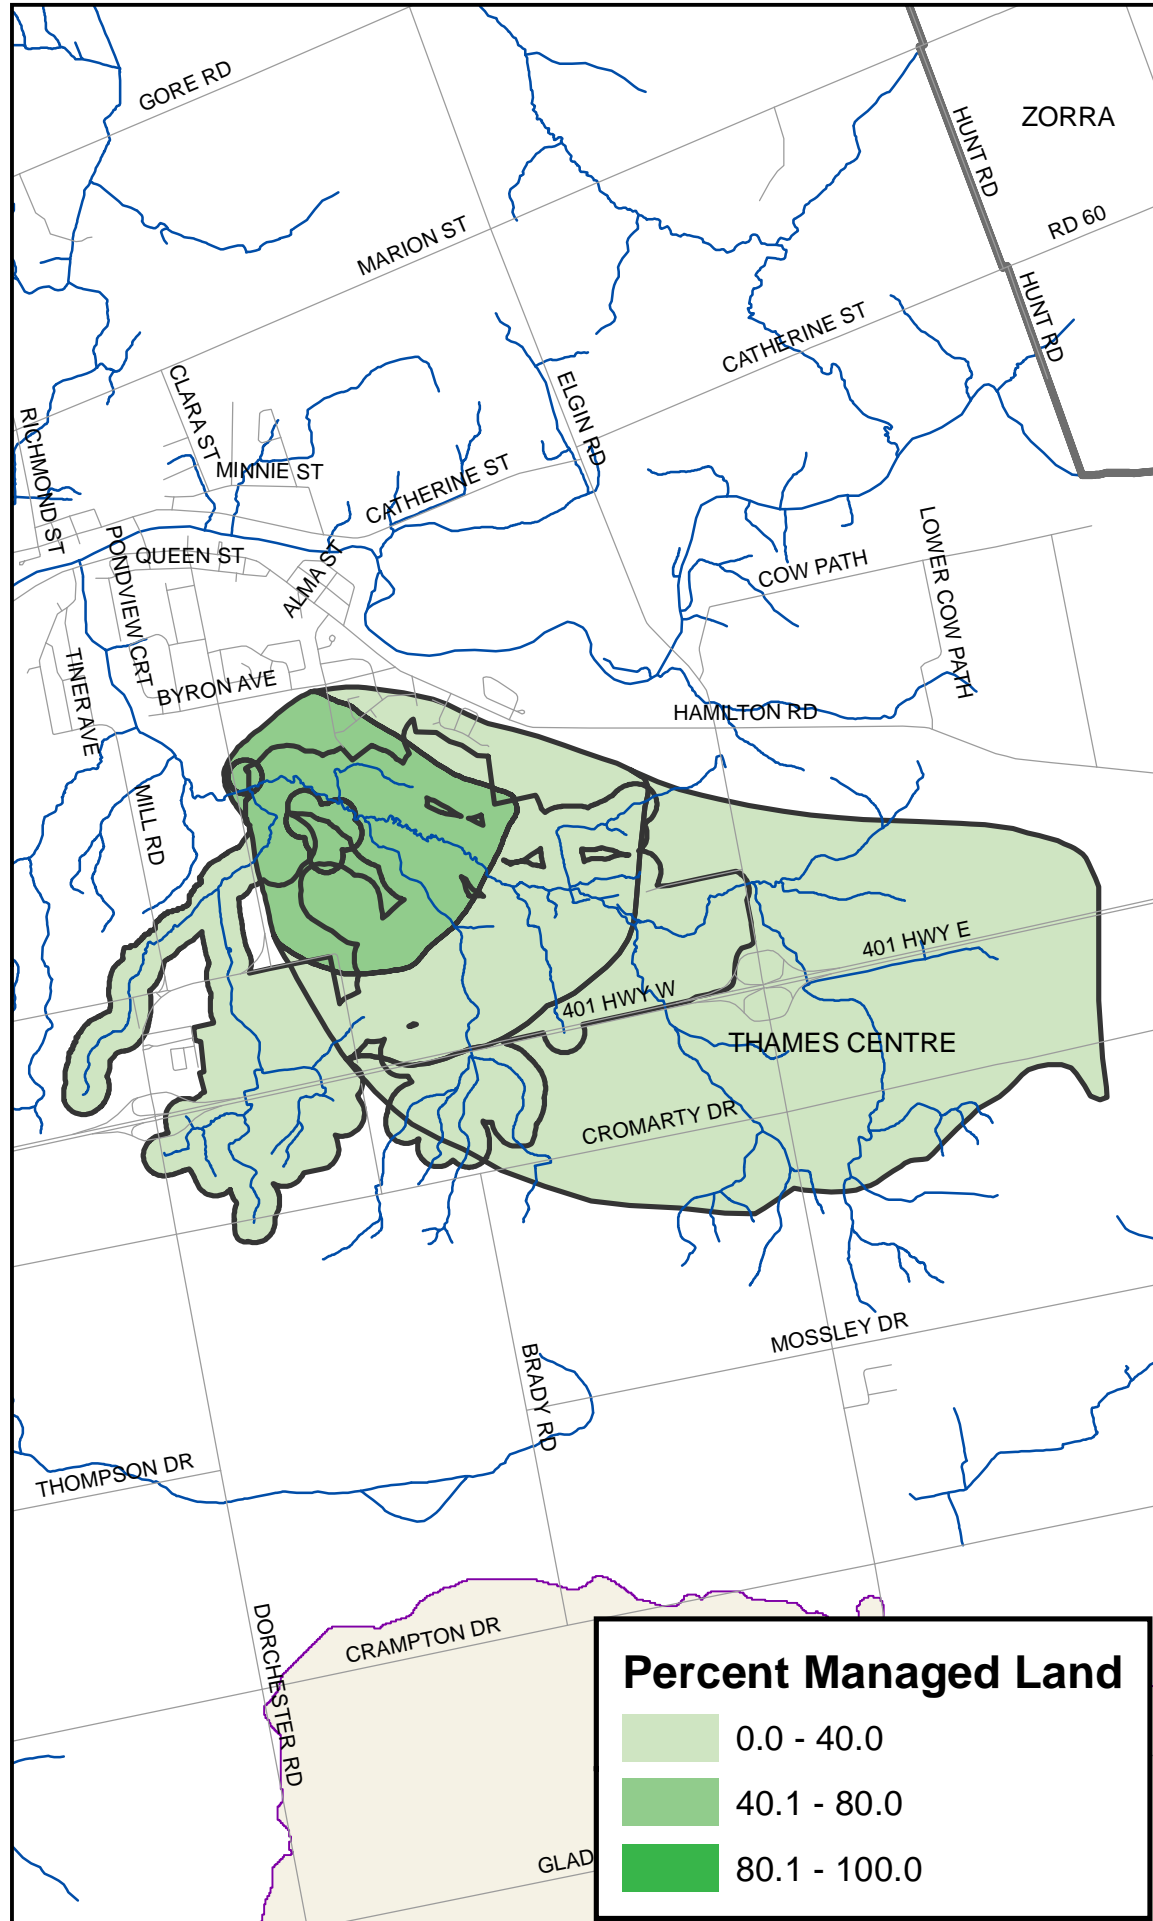 GORE RD
ZORRA
HUNT RD
RD 60
MARION ST
HUNT RD
CATHERINE ST
CLARA ST
ELGIN RD
RICHMOND ST
MINNIE ST
CATHERINE ST
LOWER COW PATH
PONDVIEW CRT
QUEEN ST
ALMA ST
COW PATH
TINER AVE
BYRON AVE
HAMILTON RD
MILL RD
401 HWY E
401 HWY W
THAMES CENTRE
CROMARTY DR
MOSSLEY DR
BRADY RD
THOMPSON DR
DORCHESTER RD
CRAMPTON DR
GLAD
Percent Managed Land
0.0 - 40.0
40.1 - 80.0
80.1 - 100.0